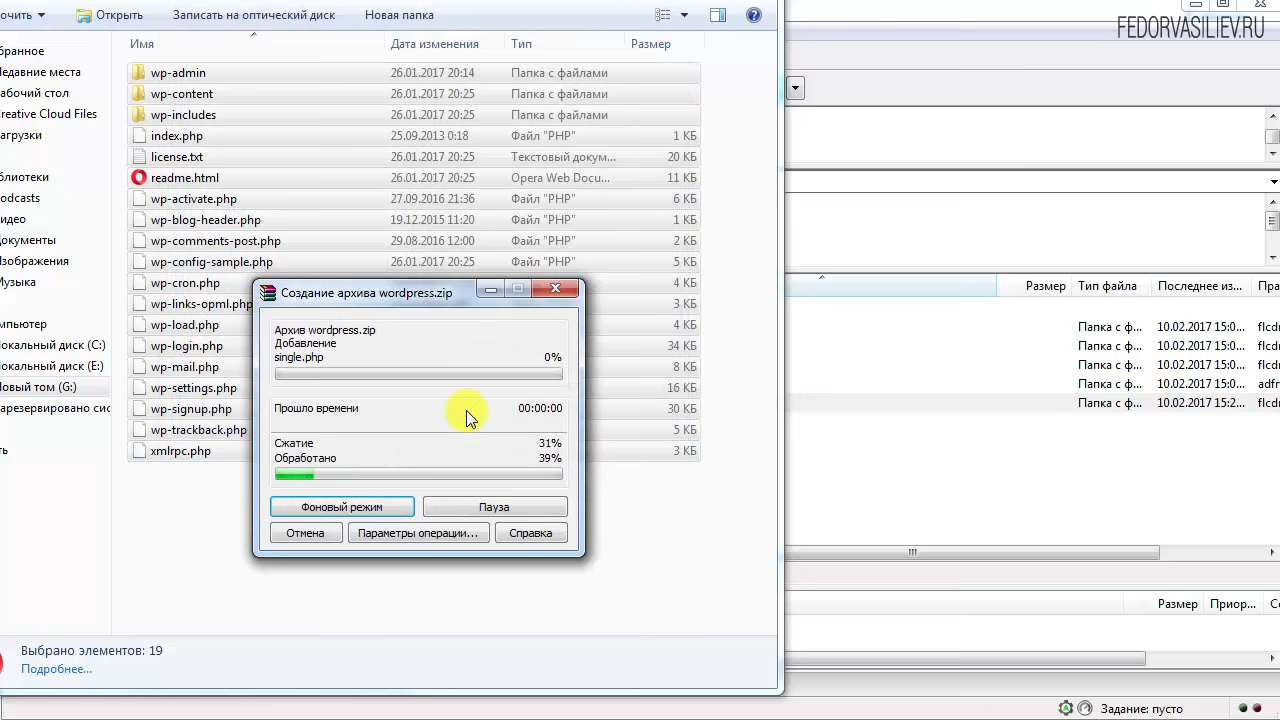 очить
Открыть
Записать на оптический диск
Новая папка
FEDORVASILIEV.RU
Имя
Дата изменения
Тип
Размер
бранное
едавние места
абочий стол
reative Cloud Files
агрузки
иблиотеки
odcasts
идео
Документы
зображения
Музыка
омпьютер
окальный диск (C:)
окальный диск (E:)
овый том (G:)
арезервировано сис
ть
wp-admin 26.01.2017 20:14 Папка с файлами
wp-content 26.01.2017 20:25 Папка с файлами
wp-includes 26.01.2017 20:25 Папка с файлами
index.php 25.09.2013 0:18 Файл "PHP" 1 КБ
license.txt 26.01.2017 20:25 Текстовый докум... 20 КБ
readme.html 26.01.2017 20:25 Opera Web Docu... 11 КБ
wp-activate.php 27.09.2016 21:36 Файл "PHP" 6 КБ
wp-blog-header.php 19.12.2015 11:20 Файл "PHP" 1 КБ
wp-comments-post.php 29.08.2016 12:00 Файл "PHP" 2 КБ
wp-config-sample.php 26.01.2017 20:25 Файл "PHP" 5 КБ
wp-cron.php 4 КБ
wp-links-opml.php 3 КБ
wp-load.php 4 КБ
wp-login.php 34 КБ
wp-mail.php 8 КБ
wp-settings.php 16 КБ
wp-signup.php 30 КБ
wp-trackback.php 5 КБ
xmlrpc.php 3 КБ
Создание архива wordpress.zip
Архив wordpress.zip
Добавление
single.php 0%
Прошло времени 00:00:00
Сжатие 31%
Обработано 39%
Фоновый режим
Пауза
Отмена
Параметры операции...
Справка
Выбрано элементов: 19
Подробнее...
Размер Тип файла Последнее из... Пра
Папка с ф... 10.02.2017 15:0... flcdr
Папка с ф... 10.02.2017 15:0... flcdr
Папка с ф... 10.02.2017 15:0... flcdr
Папка с ф... 10.02.2017 15:0... adfr
Папка с ф... 10.02.2017 15:2... flcdr
Размер Приор... Сс
Задание: пусто